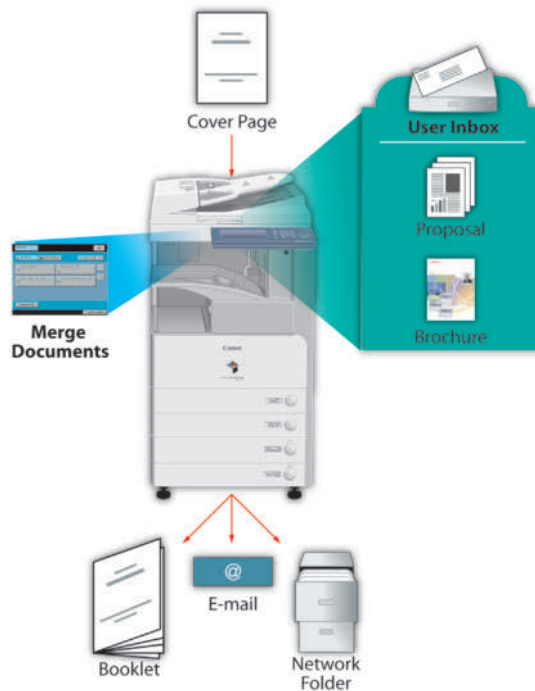 Cover Page
User Inbox
Proposal
Brochure
Merge
Documents
Canon
@
Booklet
E-mail
Network
Folder